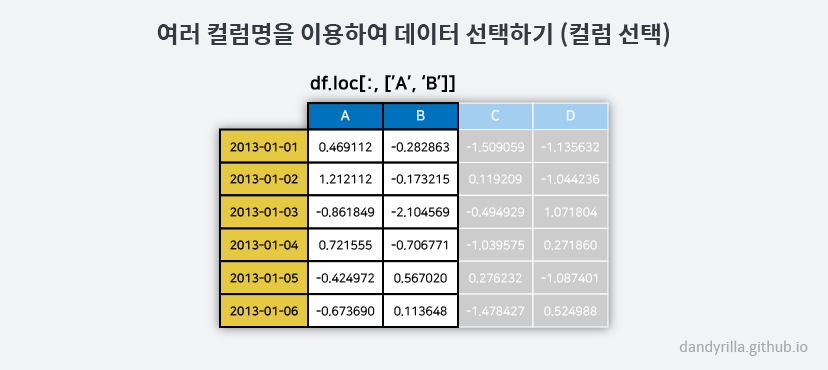 여러 컬럼명을 이용하여 데이터 선택하기 (컬럼 선택)
df.loc[:, [‘A’, ‘B’]]
A B C D
2013-01-01 0.469112 -0.282863 -1.509059 -1.135632
2013-01-02 1.212112 -0.173215 0.119209 -1.044236
2013-01-03 -0.861849 -2.104569 -0.494929 1.071804
2013-01-04 0.721555 -0.706771 -1.039575 0.271860
2013-01-05 -0.424972 0.567020 0.276232 -1.087401
2013-01-06 -0.673690 0.113648 -1.478427 0.524988
dandyrilla.github.io